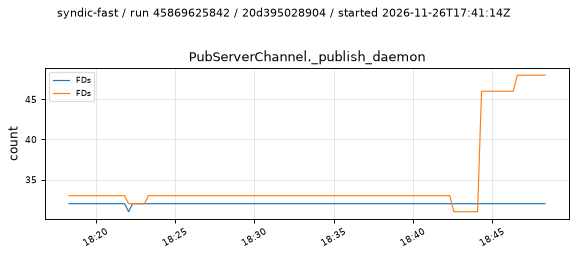 syndic-fast / run 45869625842 / 20d395028904 / started 2026-11-26T17:41:14Z
PubServerChannel._publish_daemon
FDs
FDs
count
45
40
35
18:20
18:25
18:30
18:35
18:40
18:45